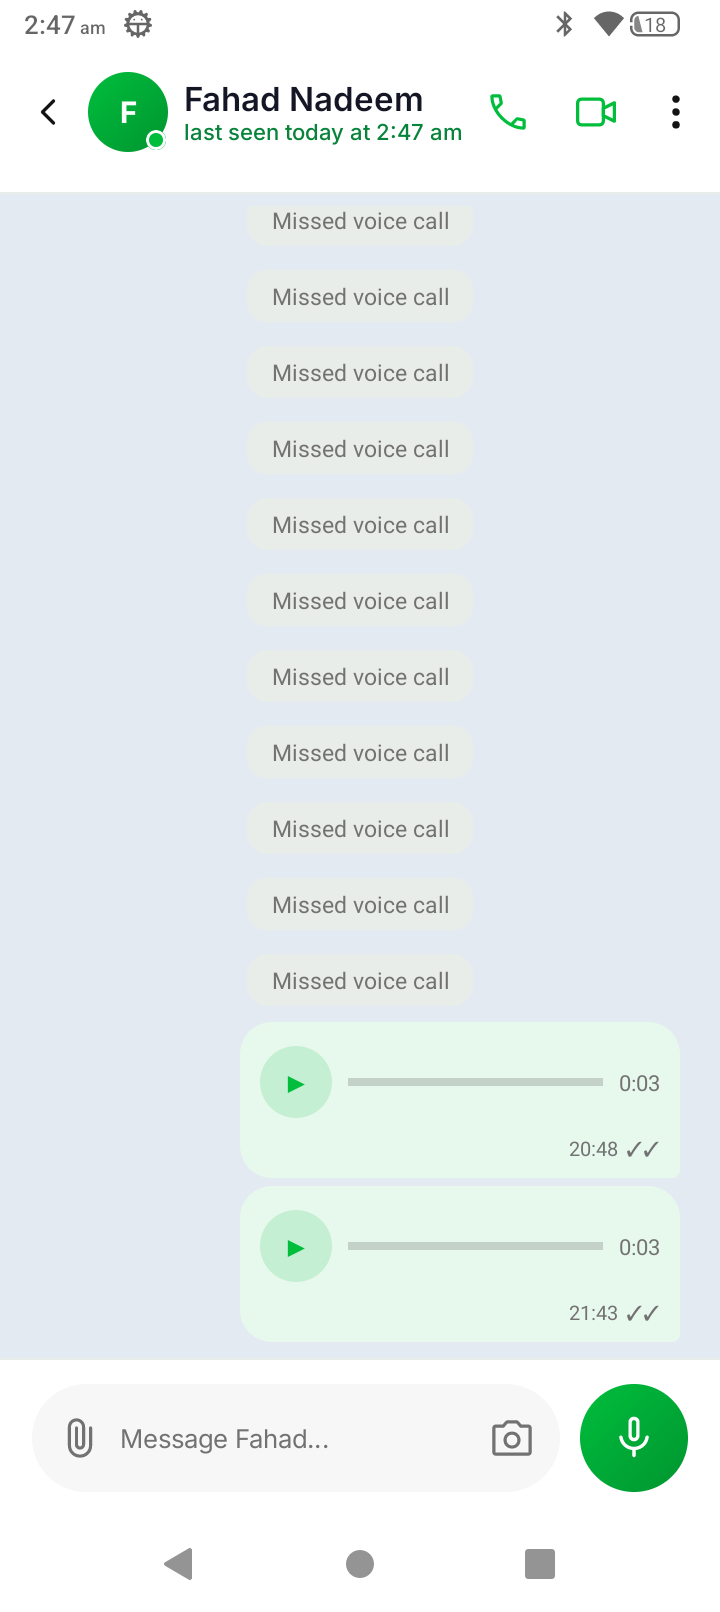 2:47 am
18
F
Fahad Nadeem
last seen today at 2:47 am
Missed voice call
Missed voice call
Missed voice call
Missed voice call
Missed voice call
Missed voice call
Missed voice call
Missed voice call
Missed voice call
Missed voice call
Missed voice call
0:03
20:48 ✓✓
0:03
21:43 ✓✓
Message Fahad...